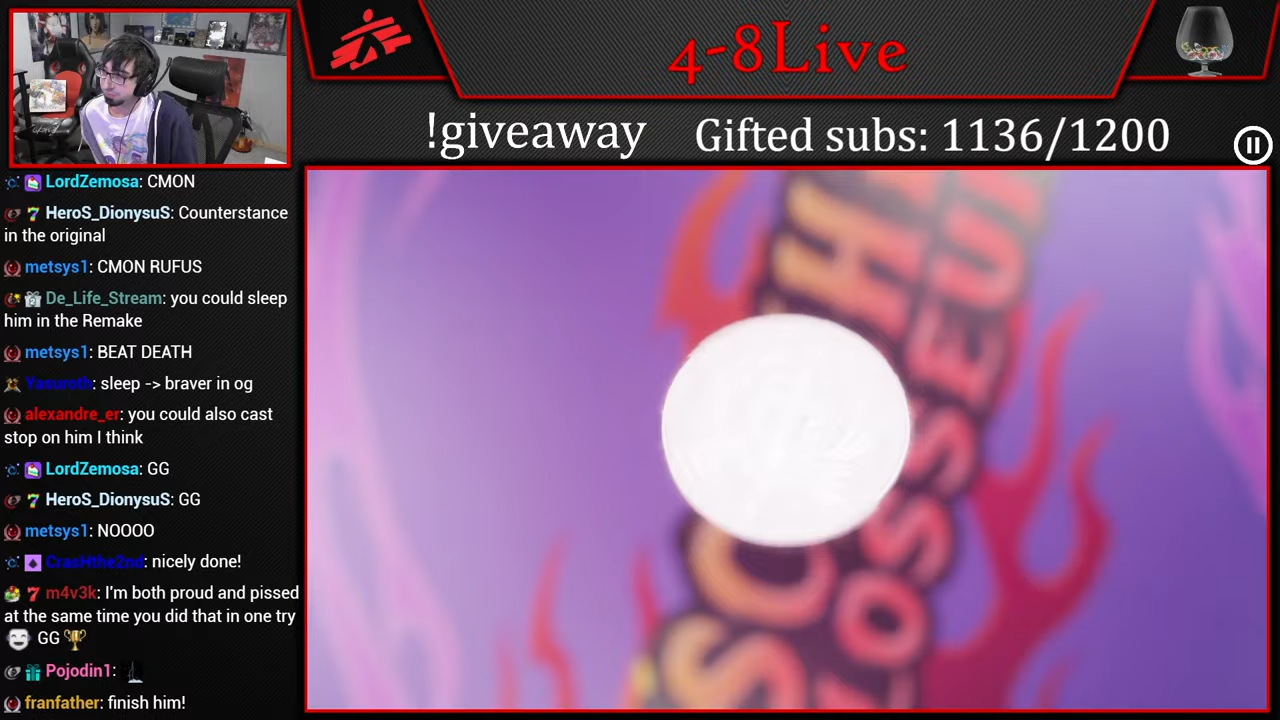 4-8Live
!giveaway Gifted subs: 1136/1200
LordZemosa: CMON
HeroS_DionysuS: Counterstance
in the original
metsys1: CMON RUFUS
De_Life_Stream: you could sleep
him in the Remake
metsys1: BEAT DEATH
Yasuroth: sleep -> braver in og
alexandre_er: you could also cast
stop on him I think
LordZemosa: GG
HeroS_DionysuS: GG
metsys1: NOOOO
CrasHthe2nd: nicely done!
m4v3k: I'm both proud and pissed
at the same time you did that in one try
GG
Pojodin1:
franfather: finish him!